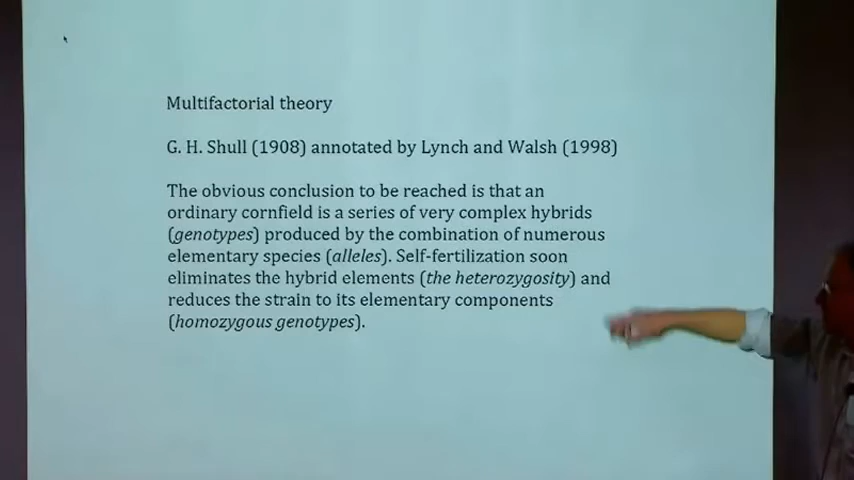 Multifactorial theory
G. H. Shull (1908) annotated by Lynch and Walsh (1998)
The obvious conclusion to be reached is that an
ordinary cornfield is a series of very complex hybrids
(genotypes) produced by the combination of numerous
elementary species (alleles). Self-fertilization soon
eliminates the hybrid elements (the heterozygosity) and
reduces the strain to its elementary components
(homozygous genotypes).